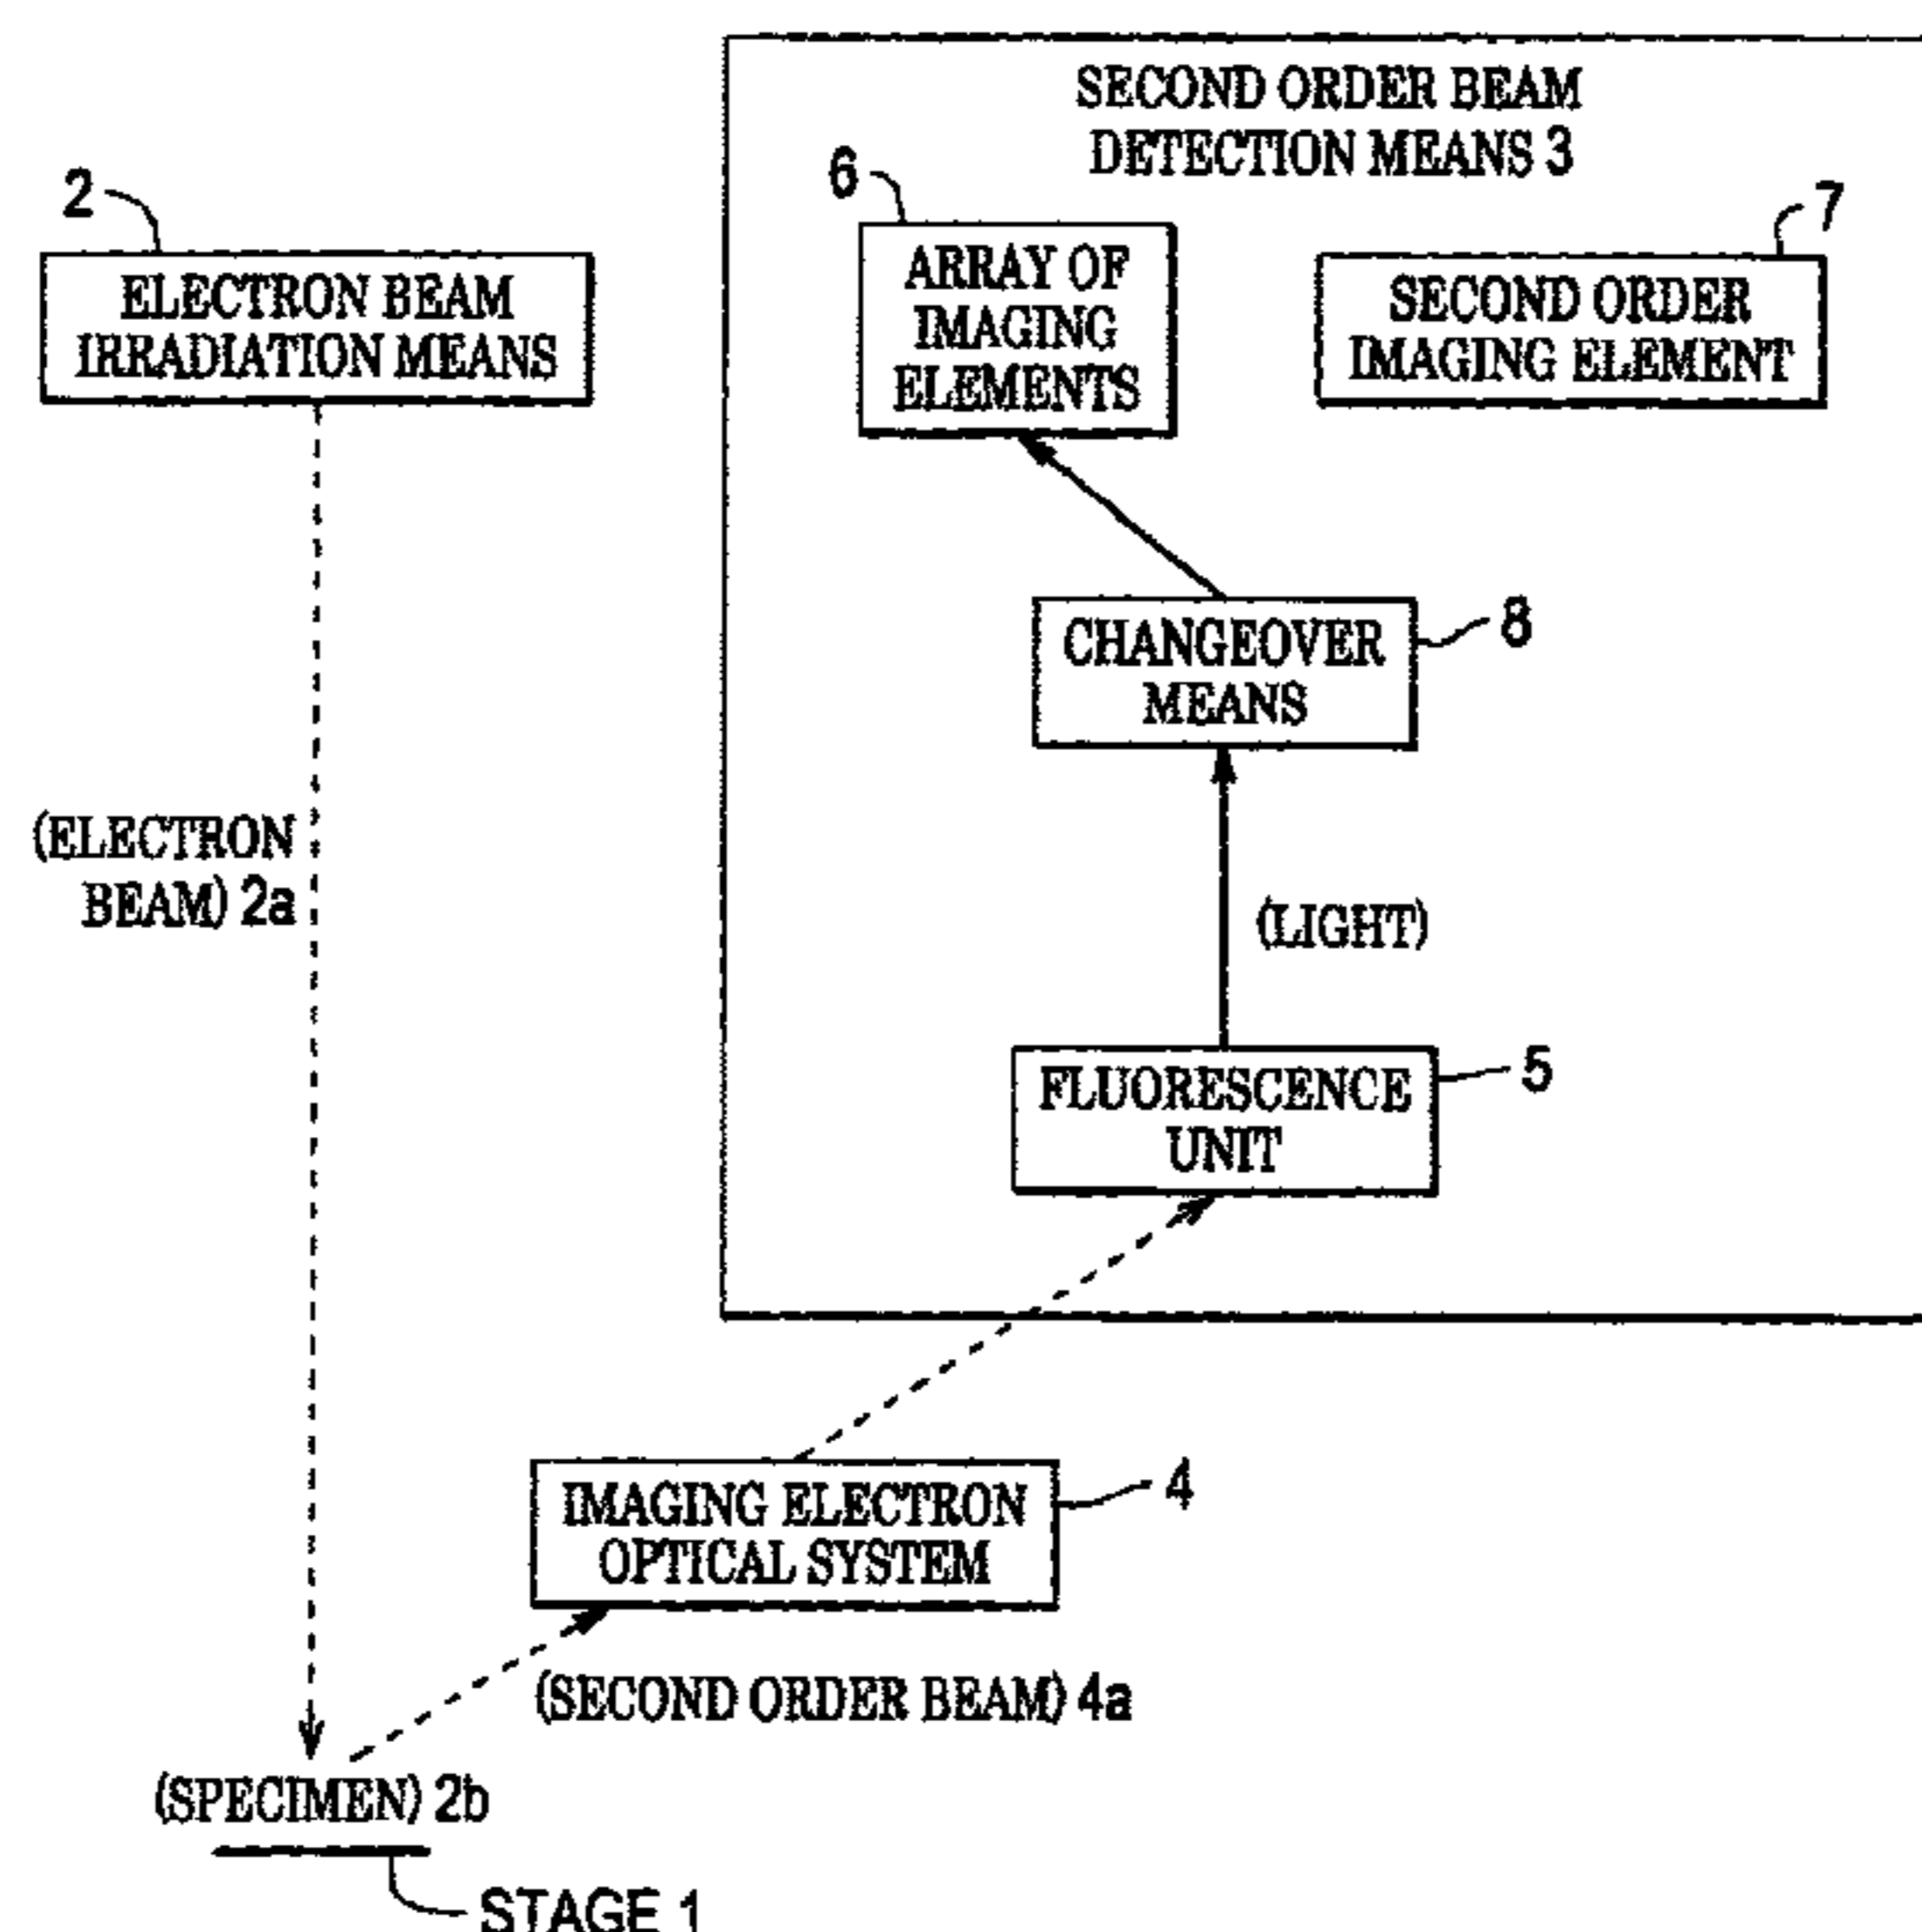 SECOND ORDER BEAM
DETECTION MEANS 3
2
ELECTRON BEAM
IRRADIATION MEANS
6
ARRAY OF
IMAGING
ELEMENTS
7
SECOND ORDER
IMAGING ELEMENT
CHANGEOVER
MEANS
8
(ELECTRON
BEAM) 2a
(LIGHT)
FLUORESCENCE
UNIT
5
IMAGING ELECTRON
OPTICAL SYSTEM
4
(SECOND ORDER BEAM) 4a
(SPECIMEN) 2b
STAGE 1